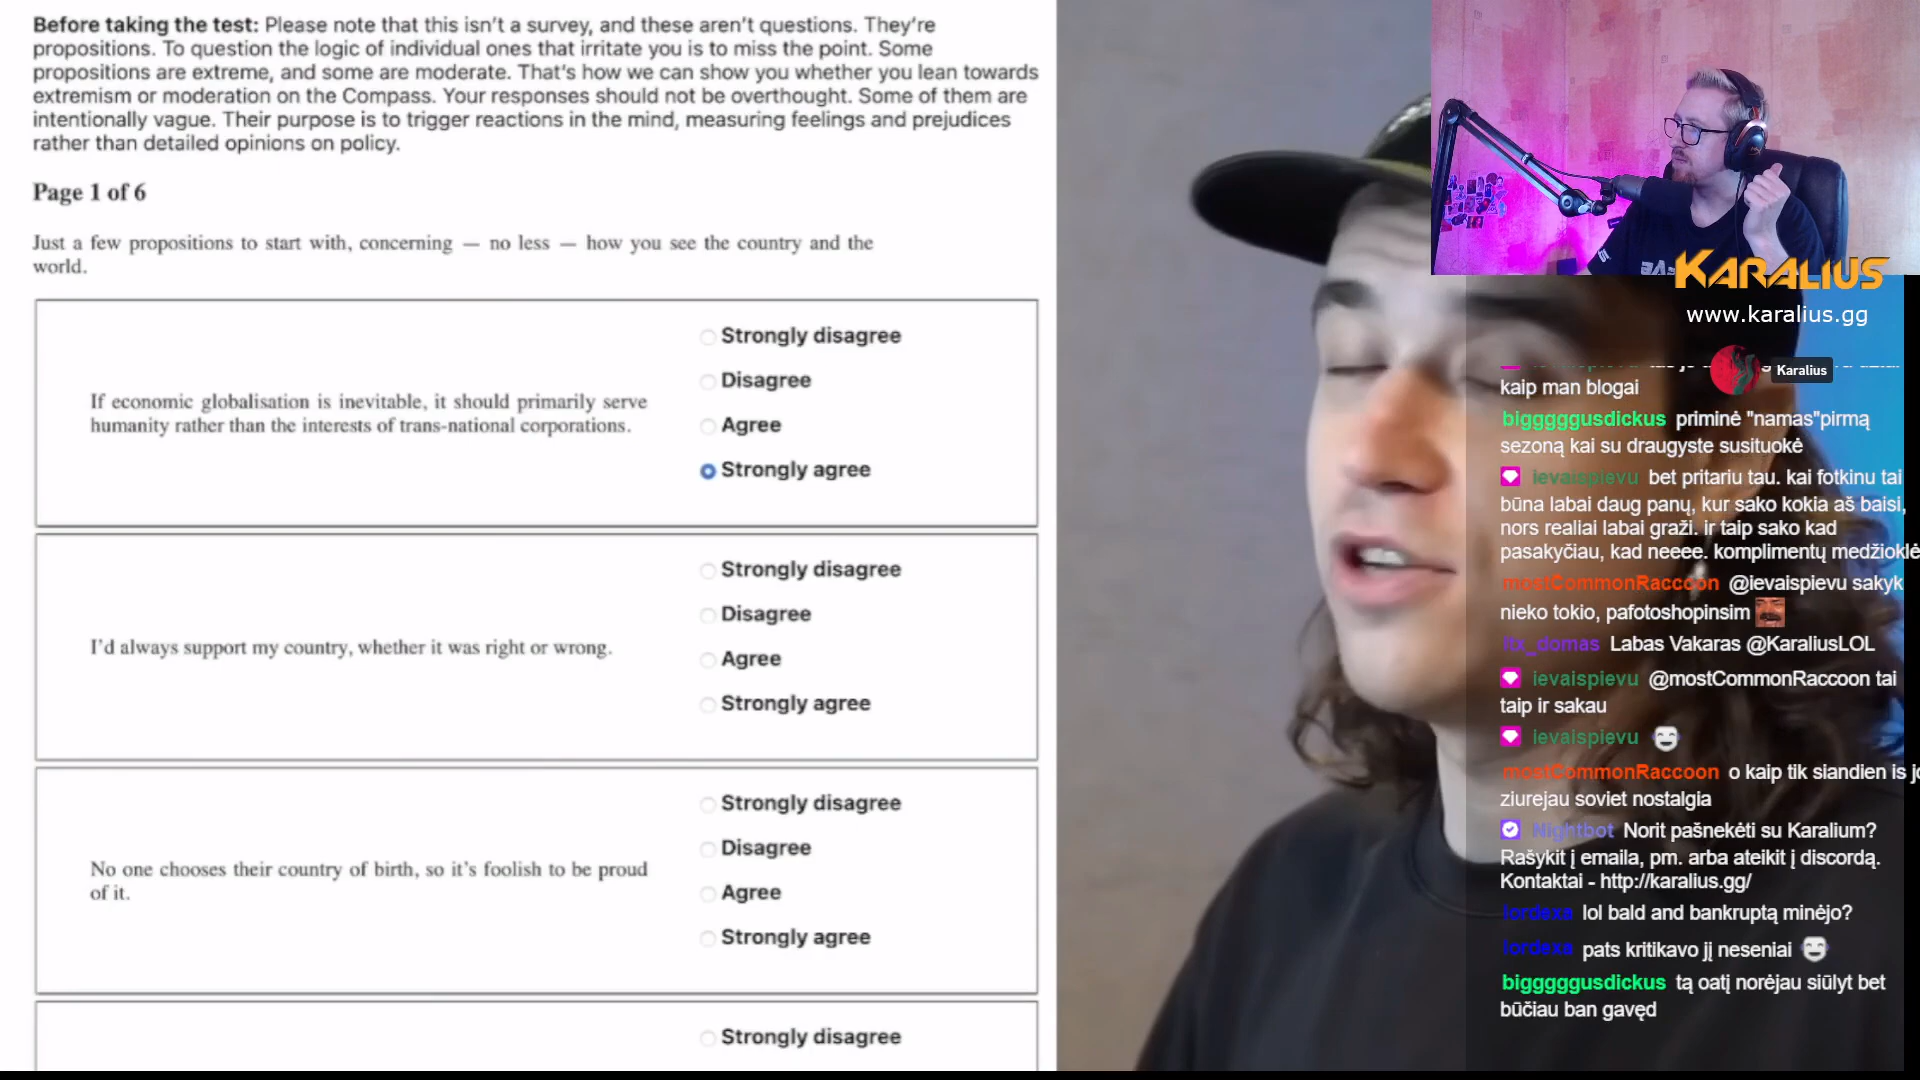 Before taking the test: Please note that this isn't a survey, and these aren't questions. They're
propositions. To question the logic of individual ones that irritate you is to miss the point. Some
propositions are extreme, and some are moderate. That's how we can show you whether you lean towards
extremism or moderation on the Compass. Your responses should not be overthought. Some of them are
intentionally vague. Their purpose is to trigger reactions in the mind, measuring feelings and prejudices
rather than detailed opinions on policy.
Page 1 of 6
Just a few propositions to start with, concerning — no less — how you see the country and the
world.
If economic globalisation is inevitable, it should primarily serve
humanity rather than the interests of trans-national corporations.
Strongly disagree
Disagree
Agree
Strongly agree
I'd always support my country, whether it was right or wrong.
Strongly disagree
Disagree
Agree
Strongly agree
No one chooses their country of birth, so it's foolish to be proud
of it.
Strongly disagree
Disagree
Agree
Strongly agree
Strongly disagree
KARALIUS
www.karalius.gg
Karalius
kaip man blogai
bigggggusdickus priminė "namas"pirmą
sezoną kai su draugyste susituokė
ievaispievu bet pritariu tau. kai fotkinu tai
būna labai daug panų, kur sako kokia aš baisi,
nors realiai labai graži. ir taip sako kad
pasakyčiau, kad neeee. komplimentų medžioklė
mostCommonRaccoon @ievaispievu sakyk
nieko tokio, pafotoshopinsim
Labas Vakaras @KaraliusLOL
ievaispievu @mostCommonRaccoon tai
taip ir sakau
ievaispievu
mostCommonRaccoon o kaip tik siandien is
ziurejau soviet nostalgia
Nightbot Norit pašnekėti su Karalium?
Rašykit į emaila, pm. arba ateikit į discordą.
Kontaktai - http://karalius.gg/
lordexa lol bald and bankruptą minėjo?
lordexa pats kritikavo jį neseniai
bigggggusdickus tą oatį norėjau siūlyt bet
būčiau ban gavęd